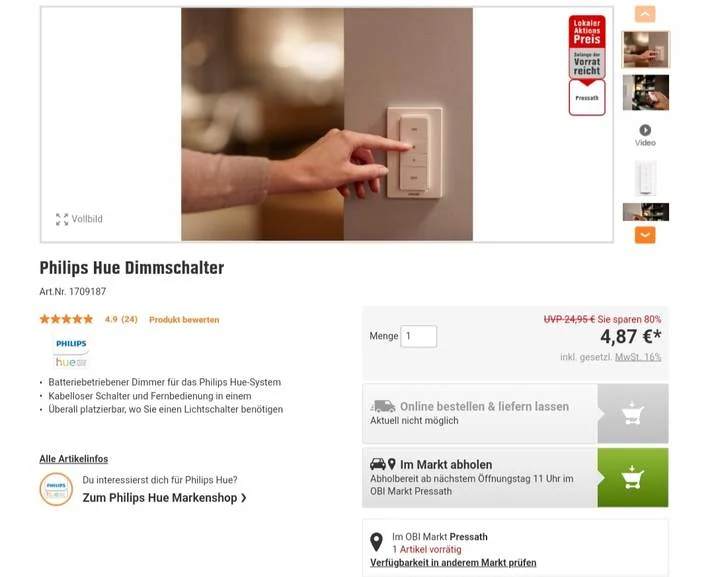 Lokaler
Aktions
Preis
Solange der
Vorrat
reicht
Pressath
Video
Vollbild
Philips Hue Dimmschalter
Art.Nr. 1709187
4.9 (24) Produkt bewerten
PHILIPS
hue
• Batteriebetriebener Dimmer für das Philips Hue-System
• Kabelloser Schalter und Fernbedienung in einem
• Überall platzierbar, wo Sie einen Lichtschalter benötigen
Alle Artikelinfos
PHILIPS
Du interessierst dich für Philips Hue?
Zum Philips Hue Markenshop ❯
UVP 24,95 € Sie sparen 80%
Menge 1
4,87 €*
inkl. gesetzl. MwSt. 16%
Online bestellen & liefern lassen
Aktuell nicht möglich
Im Markt abholen
Abholbereit ab nächstem Öffnungstag 11 Uhr im
OBI Markt Pressath
Im OBI Markt Pressath
1 Artikel vorrätig
Verfügbarkeit in anderem Markt prüfen